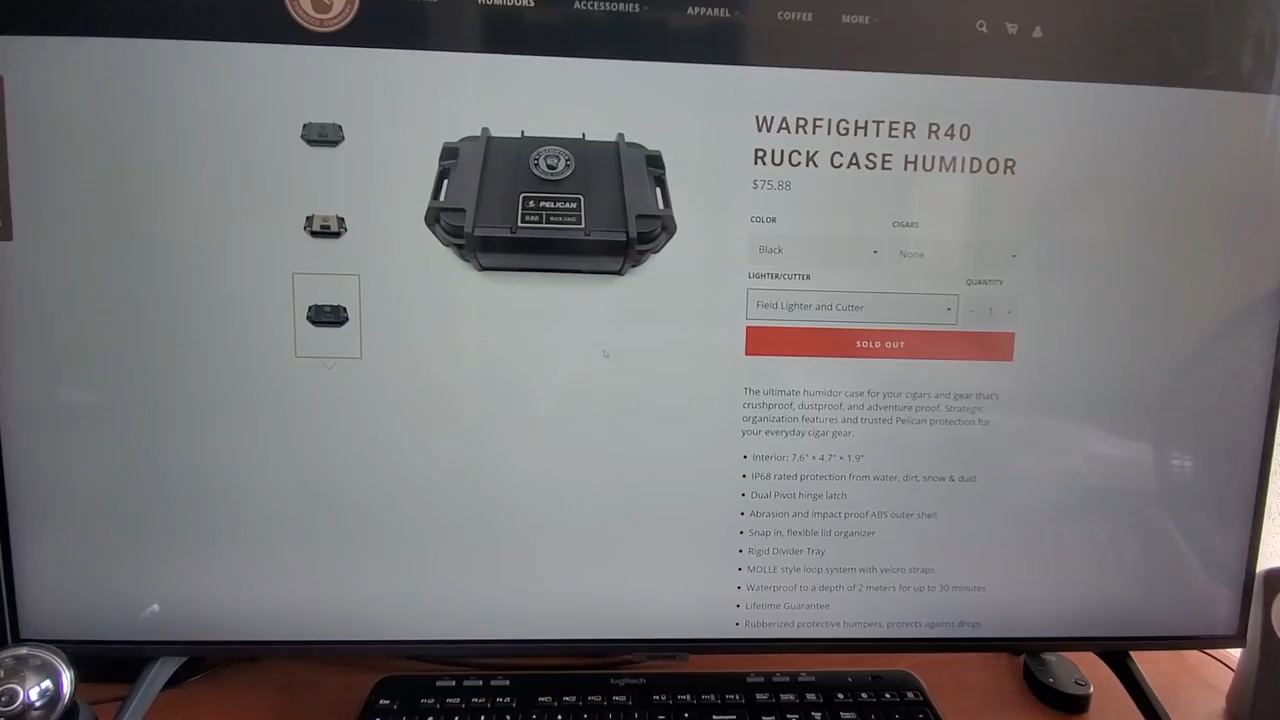 HUMIDORS
ACCESSORIES
APPAREL
COFFEE
MORE
WARFIGHTER R40
RUCK CASE HUMIDOR
$75.88
COLOR
CIGARS
Black
None
LIGHTER/CUTTER
QUANTITY
Field Lighter and Cutter
- 1 +
SOLD OUT
The ultimate humidor case for your cigars and gear that's
crushproof, dustproof, and adventure proof. Strategic
organization features and trusted Pelican protection for
your everyday cigar gear.
• Interior: 7.6" × 4.7" × 1.9"
• IP68 rated protection from water, dirt, snow & dust
• Dual Pivot hinge latch
• Abrasion and impact proof ABS outer shell
• Snap in, flexible lid organizer
• Rigid Divider Tray
• MOLLE style loop system with velcro straps
• Waterproof to a depth of 2 meters for up to 30 minutes
• Lifetime Guarantee
• Rubberized protective bumpers, protects against drops
PELICAN
R40 RUCK CASE
logitech